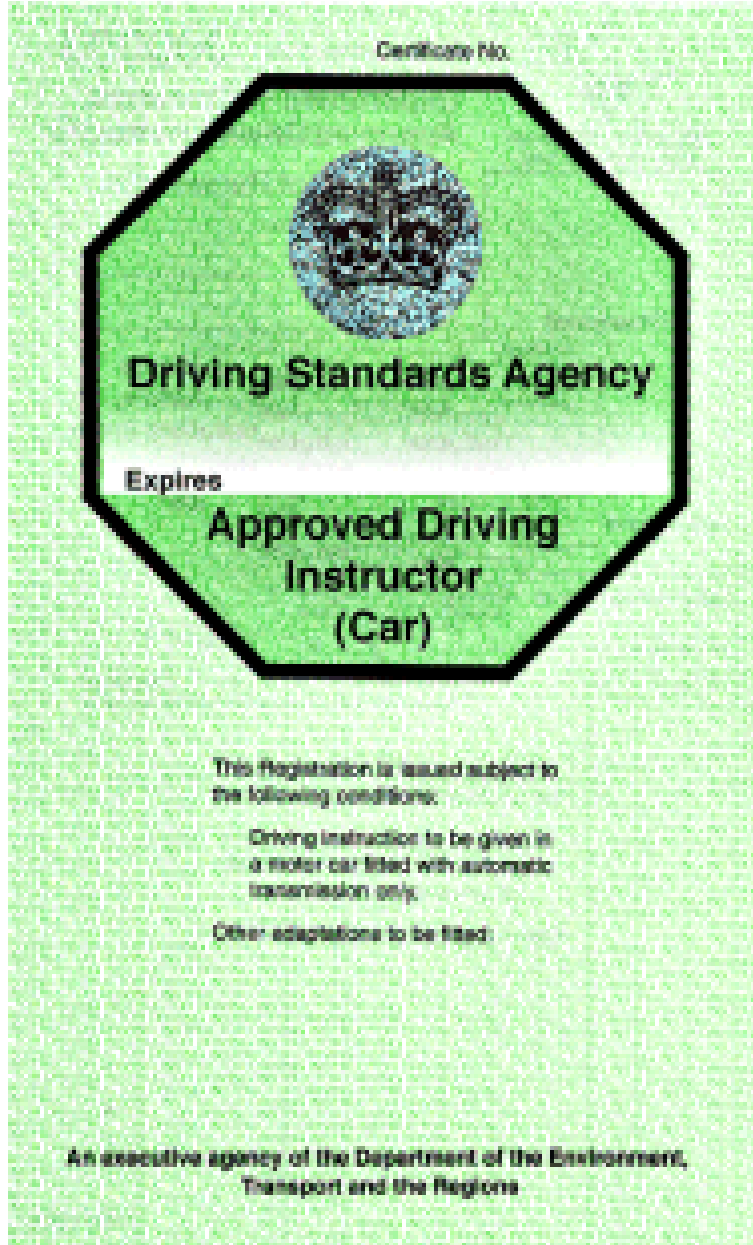 Certificate No.
Driving Standards Agency
Expires
Approved Driving
Instructor
(Car)
This Registration is issued subject to
the following conditions:
Driving instruction to be given in
a motor car fitted with automatic
transmission only.
Other adaptations to be fitted:
An executive agency of the Department of the Environment,
Transport and the Regions